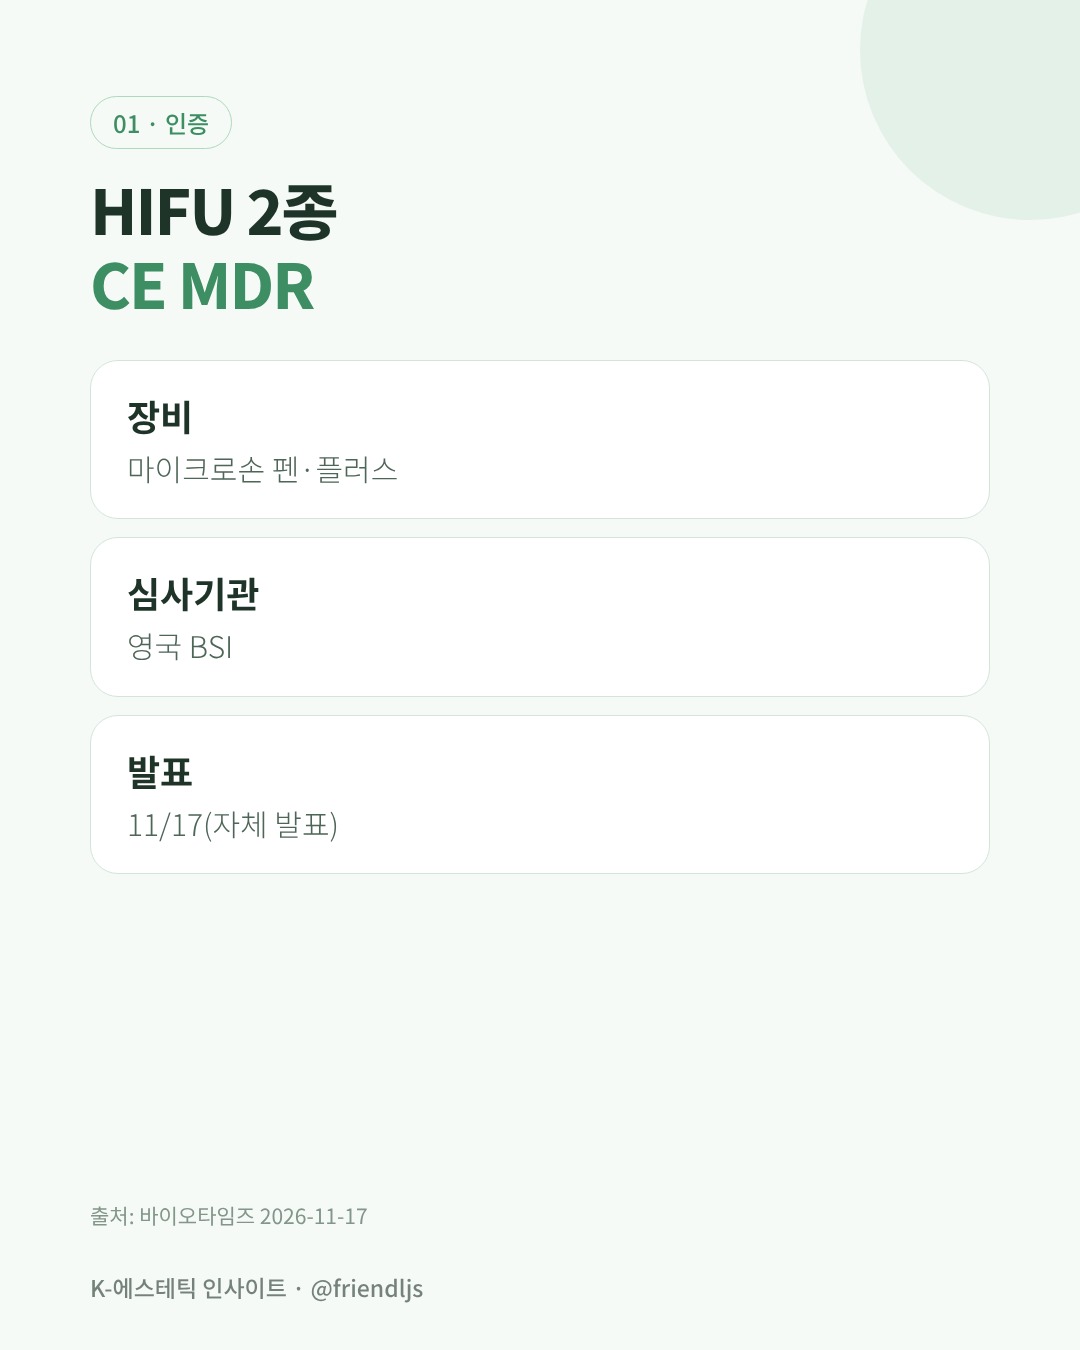 01 · 인증
HIFU 2종
CE MDR
장비
마이크로손 펜·플러스
심사기관
영국 BSI
발표
11/17(자체 발표)
출처: 바이오타임즈 2026-11-17
K-에스테틱 인사이트 · @friendljs